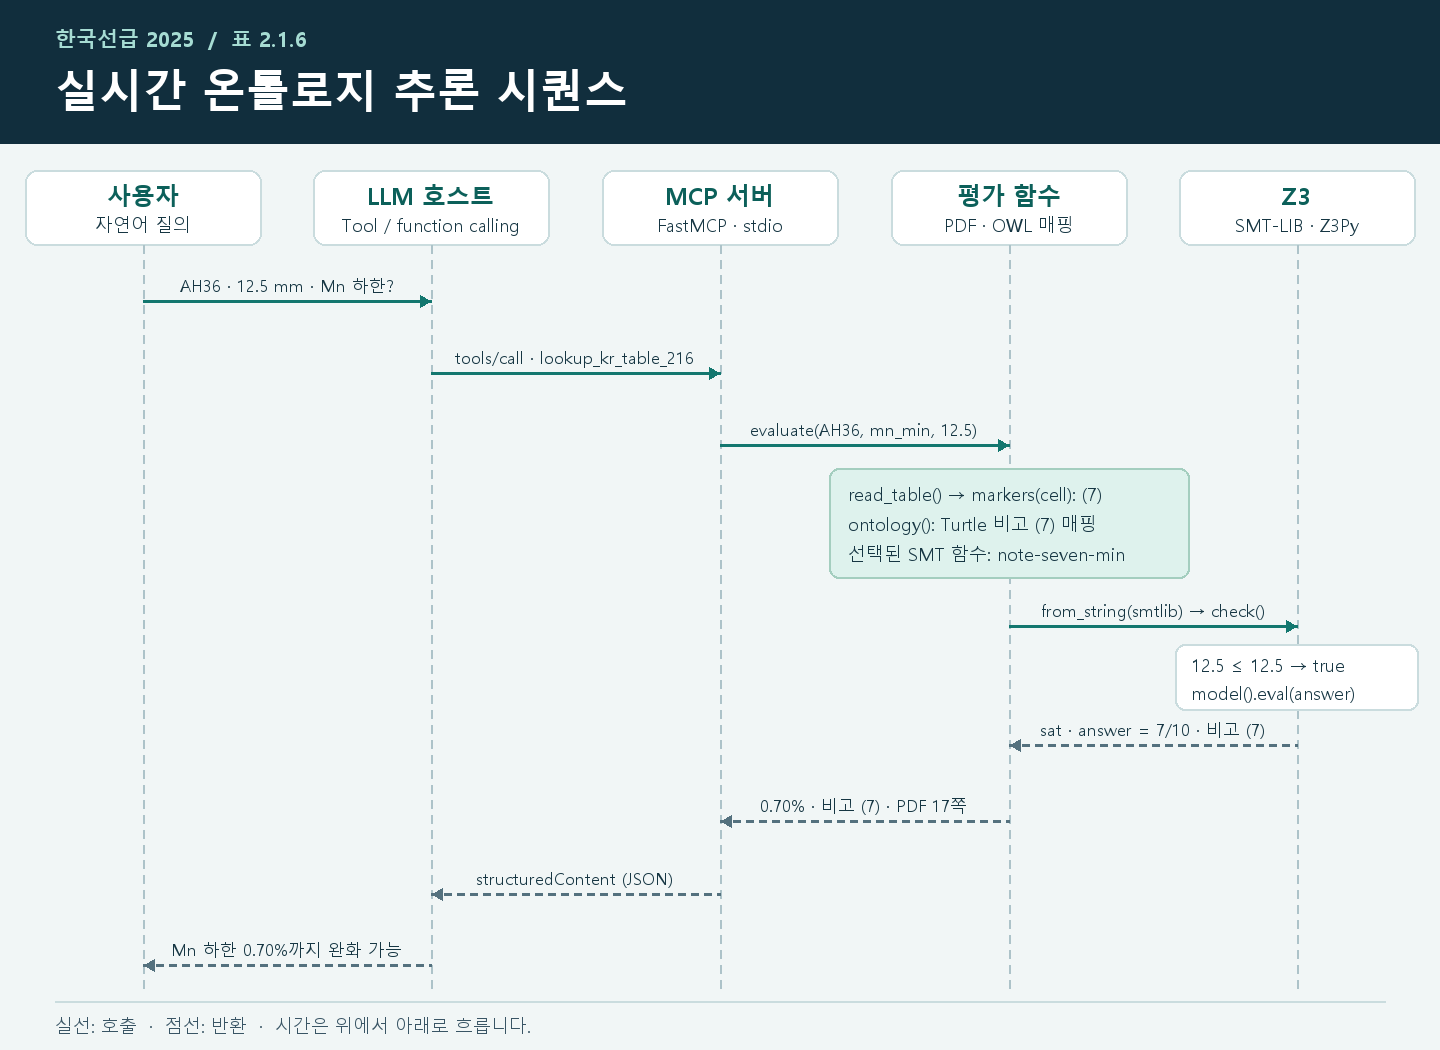 한국선급 2025 / 표 2.1.6
실시간 온톨로지 추론 시퀀스
사용자
자연어 질의
LLM 호스트
Tool / function calling
MCP 서버
FastMCP · stdio
평가 함수
PDF · OWL 매핑
Z3
SMT-LIB · Z3Py
AH36 · 12.5 mm · Mn 하한?
tools/call · lookup_kr_table_216
evaluate(AH36, mn_min, 12.5)
read_table() → markers(cell): (7)
ontology(): Turtle 비고 (7) 매핑
선택된 SMT 함수: note-seven-min
from_string(smtlib) → check()
12.5 ≤ 12.5 → true
model().eval(answer)
sat · answer = 7/10 · 비고 (7)
0.70% · 비고 (7) · PDF 17쪽
structuredContent (JSON)
Mn 하한 0.70%까지 완화 가능
실선: 호출 · 점선: 반환 · 시간은 위에서 아래로 흐릅니다.